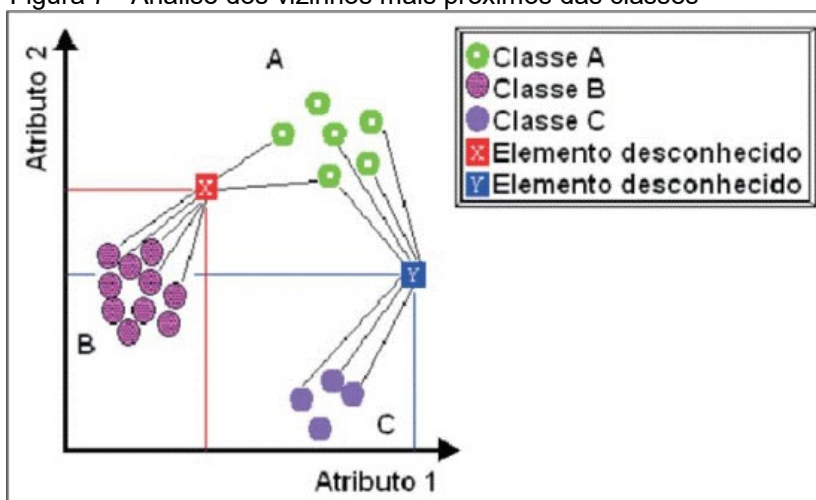 Figura 7 - Análise dos vizinhos mais próximos das classes
Atributo 2
A
X
Y
B
C
Atributo 1
Classe A
Classe B
Classe C
X Elemento desconhecido
Y Elemento desconhecido